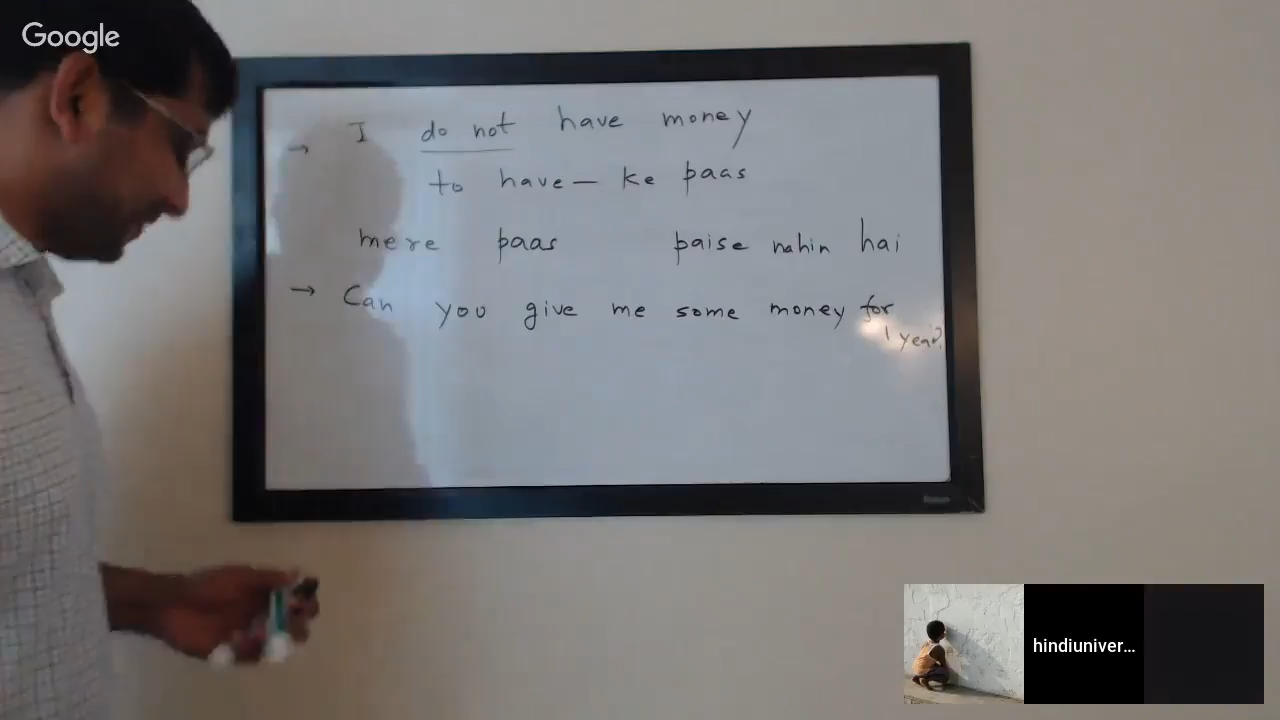 Google
→ I do not have money
to have — ke paas
mere paas paise nahin hai
→ Can you give me some money for
1 year?
hindiuniver...